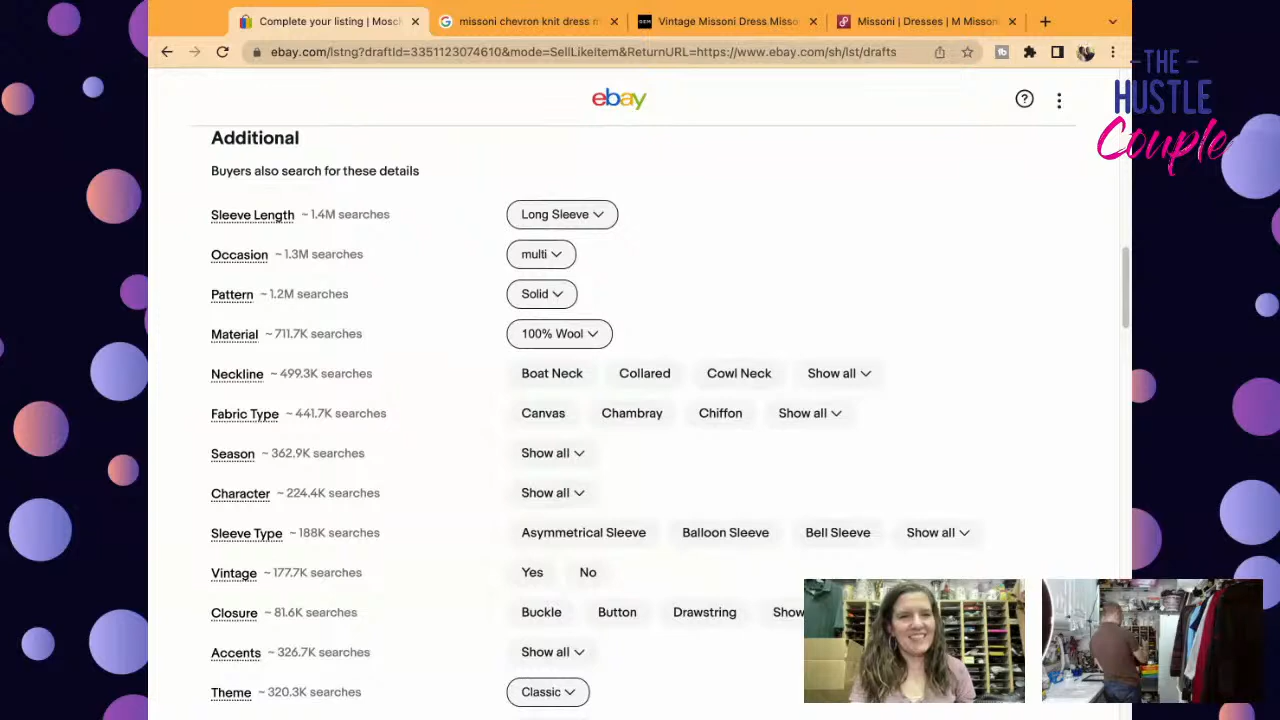 Complete your listing | Mosch
missoni chevron knit dress m
Vintage Missoni Dress Misso
Missoni | Dresses | M Misson
ebay.com/lstng?draftId=3351123074610&mode=SellLikeItem&ReturnURL=https://www.ebay.com/sh/lst/drafts
THE
HUSTLE
Couple
ebay
Additional
Buyers also search for these details
Sleeve Length ~ 1.4M searches Long Sleeve
Occasion ~ 1.3M searches multi
Pattern ~ 1.2M searches Solid
Material ~ 711.7K searches 100% Wool
Neckline ~ 499.3K searches Boat Neck Collared Cowl Neck Show all
Fabric Type ~ 441.7K searches Canvas Chambray Chiffon Show all
Season ~ 362.9K searches Show all
Character ~ 224.4K searches Show all
Sleeve Type ~ 188K searches Asymmetrical Sleeve Balloon Sleeve Bell Sleeve Show all
Vintage ~ 177.7K searches Yes No
Closure ~ 81.6K searches Buckle Button Drawstring Show
Accents ~ 326.7K searches Show all
Theme ~ 320.3K searches Classic